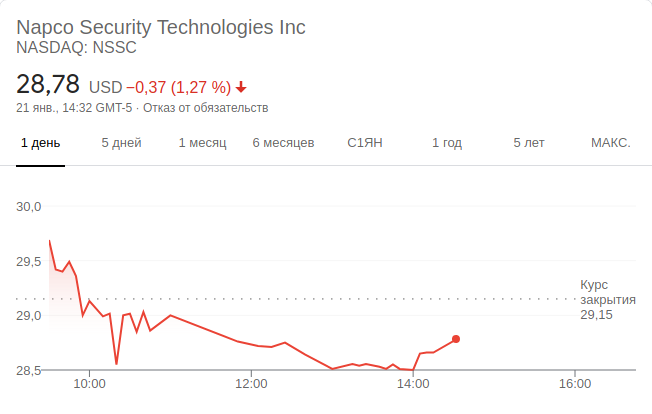 Napco Security Technologies Inc
NASDAQ: NSSC
28,78 USD −0,37 (1,27 %)
21 янв., 14:32 GMT-5 · Отказ от обязательств
1 день 5 дней 1 месяц 6 месяцев С1ЯН 1 год 5 лет МАКС.
30,0
29,5
Курс
закрытия
29,15
29,0
28,5
10:00 12:00 14:00 16:00